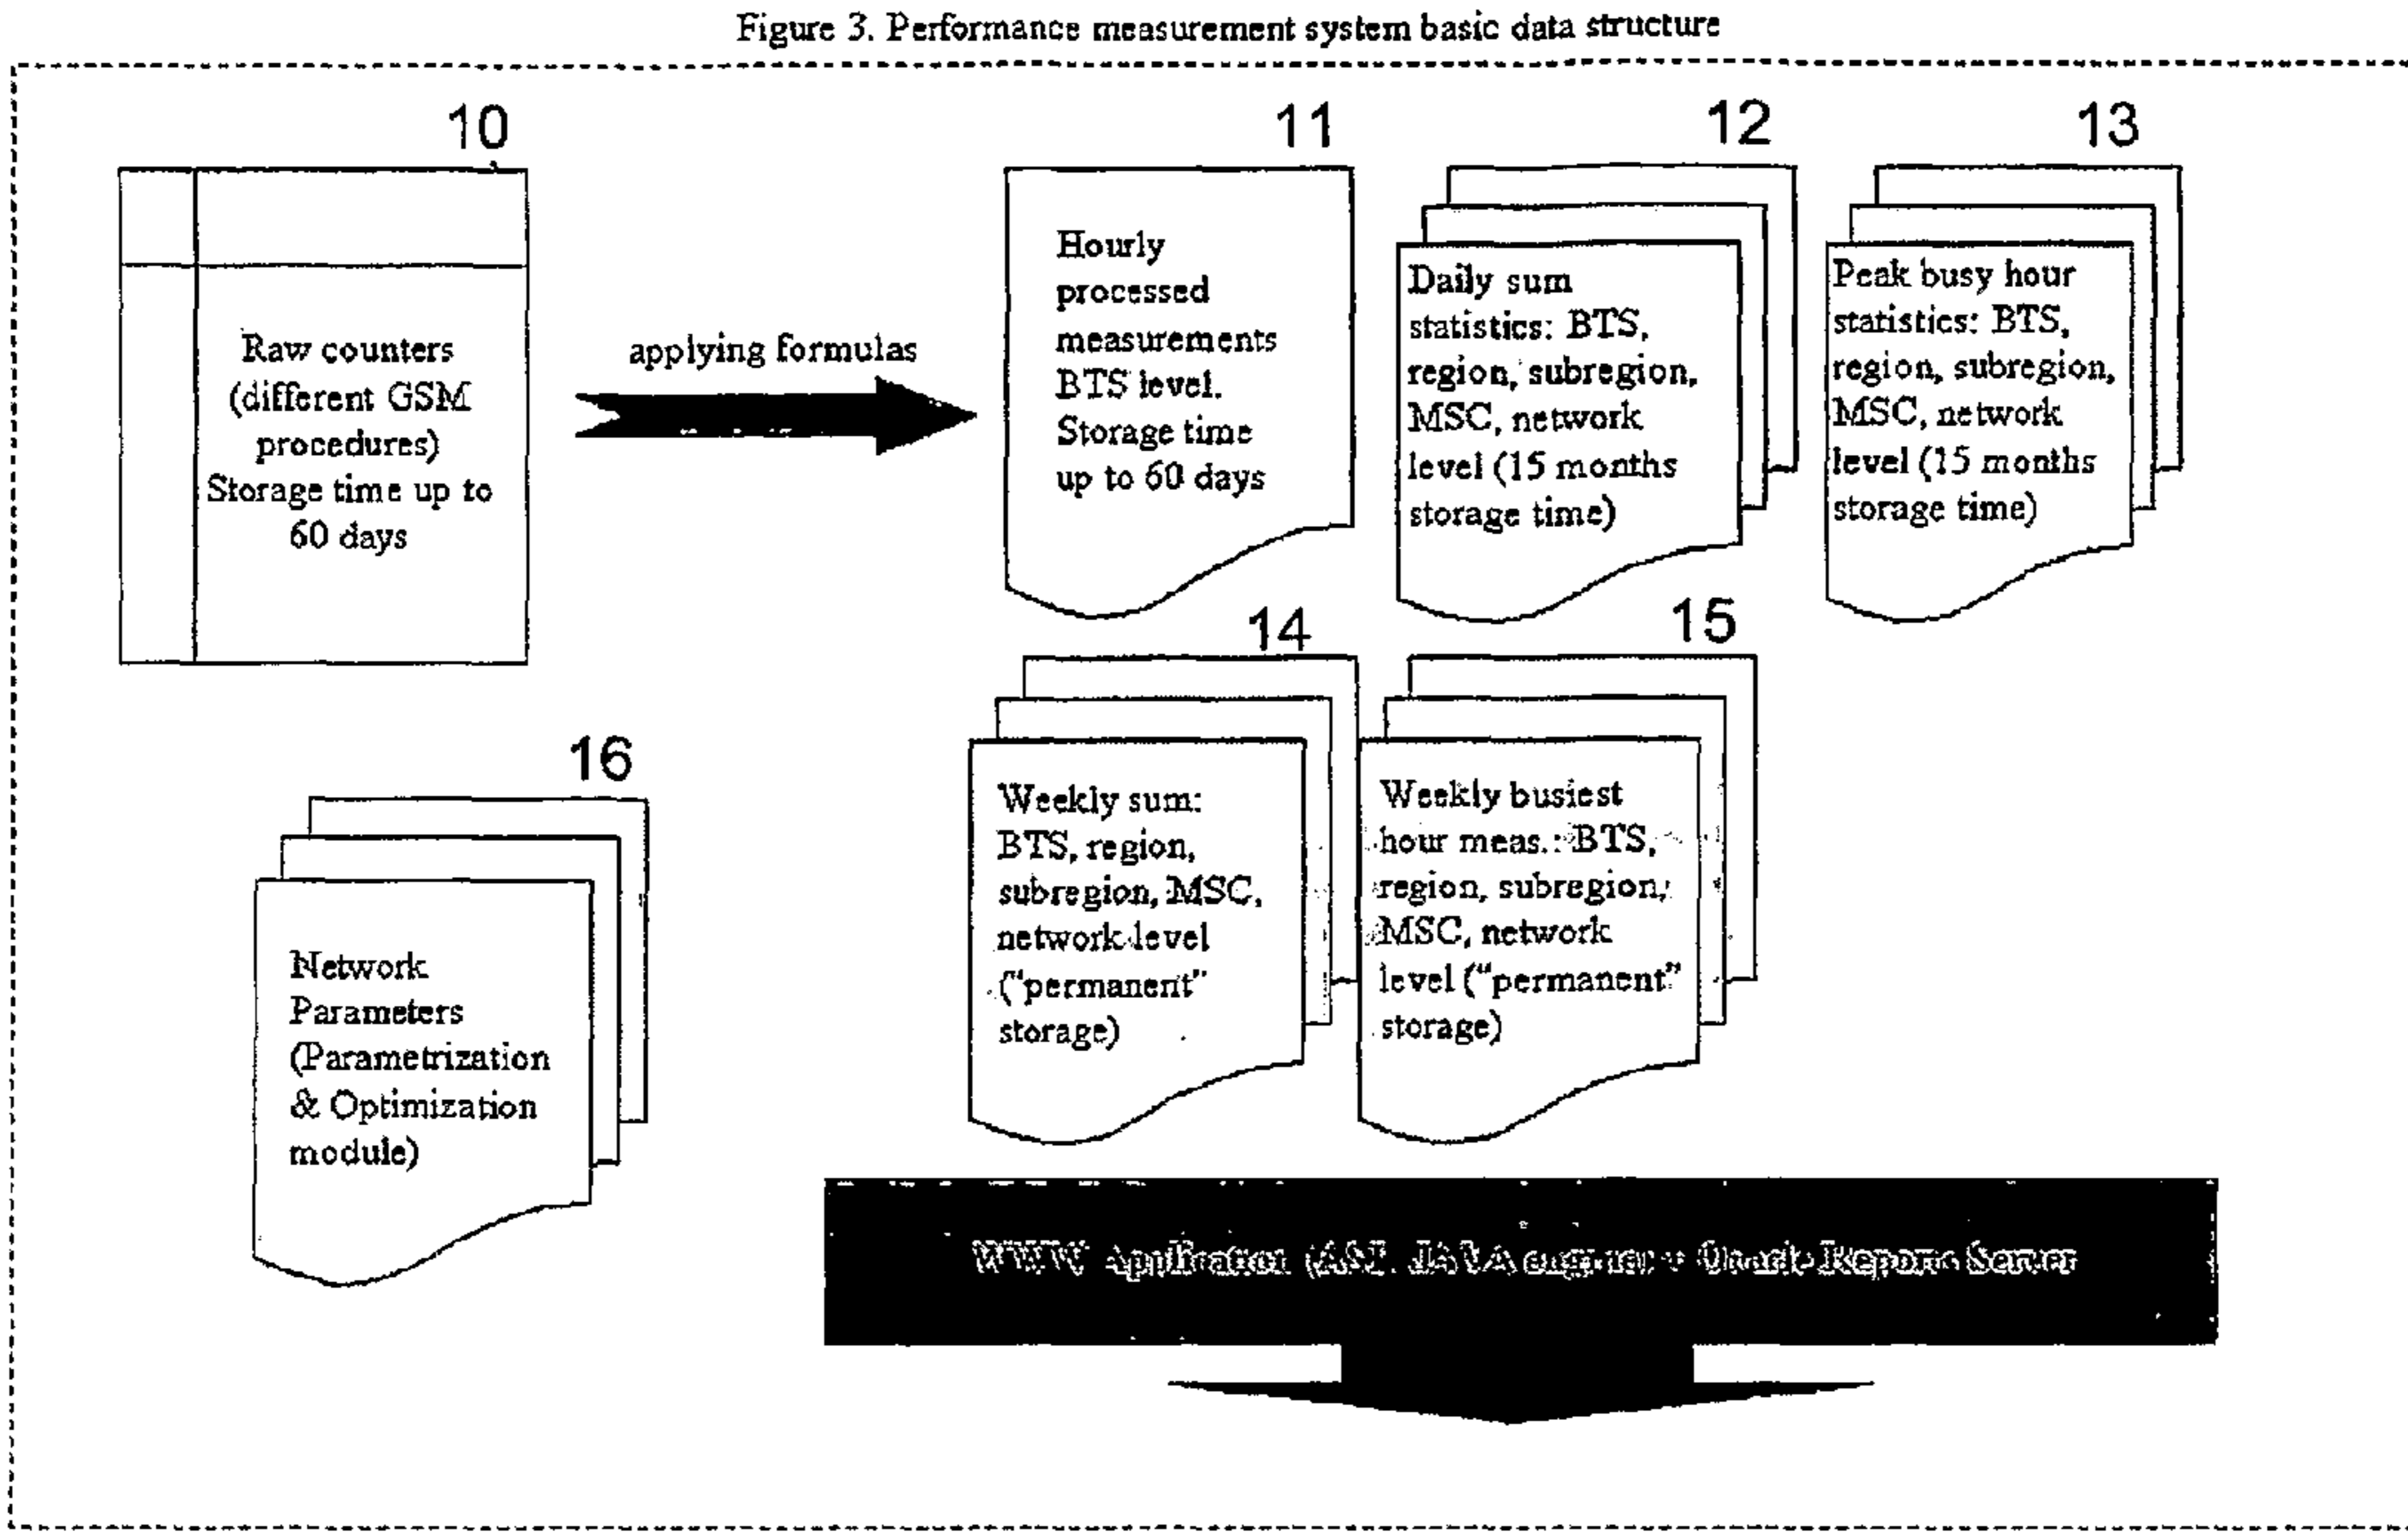 Figure 3. Performance measurement system basic data structure
10
11
12
13
Raw counters
(different GSM
procedures)
Storage time up to
60 days
applying formulas
Hourly
processed
measurements
BTS level.
Storage time
up to 60 days
Daily sum
statistics: BTS,
region, subregion,
MSC, network
level (15 months
storage time)
Peak busy hour
statistics: BTS,
region, subregion,
MSC, network
level (15 months
storage time)
14
15
16
Weekly sum:
BTS, region,
subregion, MSC,
network level
("permanent"
storage)
Weekly busiest
hour meas.: BTS,
region, subregion,
MSC, network
level ("permanent"
storage)
Network
Parameters
(Parametrization
& Optimization
module)
WWW Application JAVA Oracle Reports Server